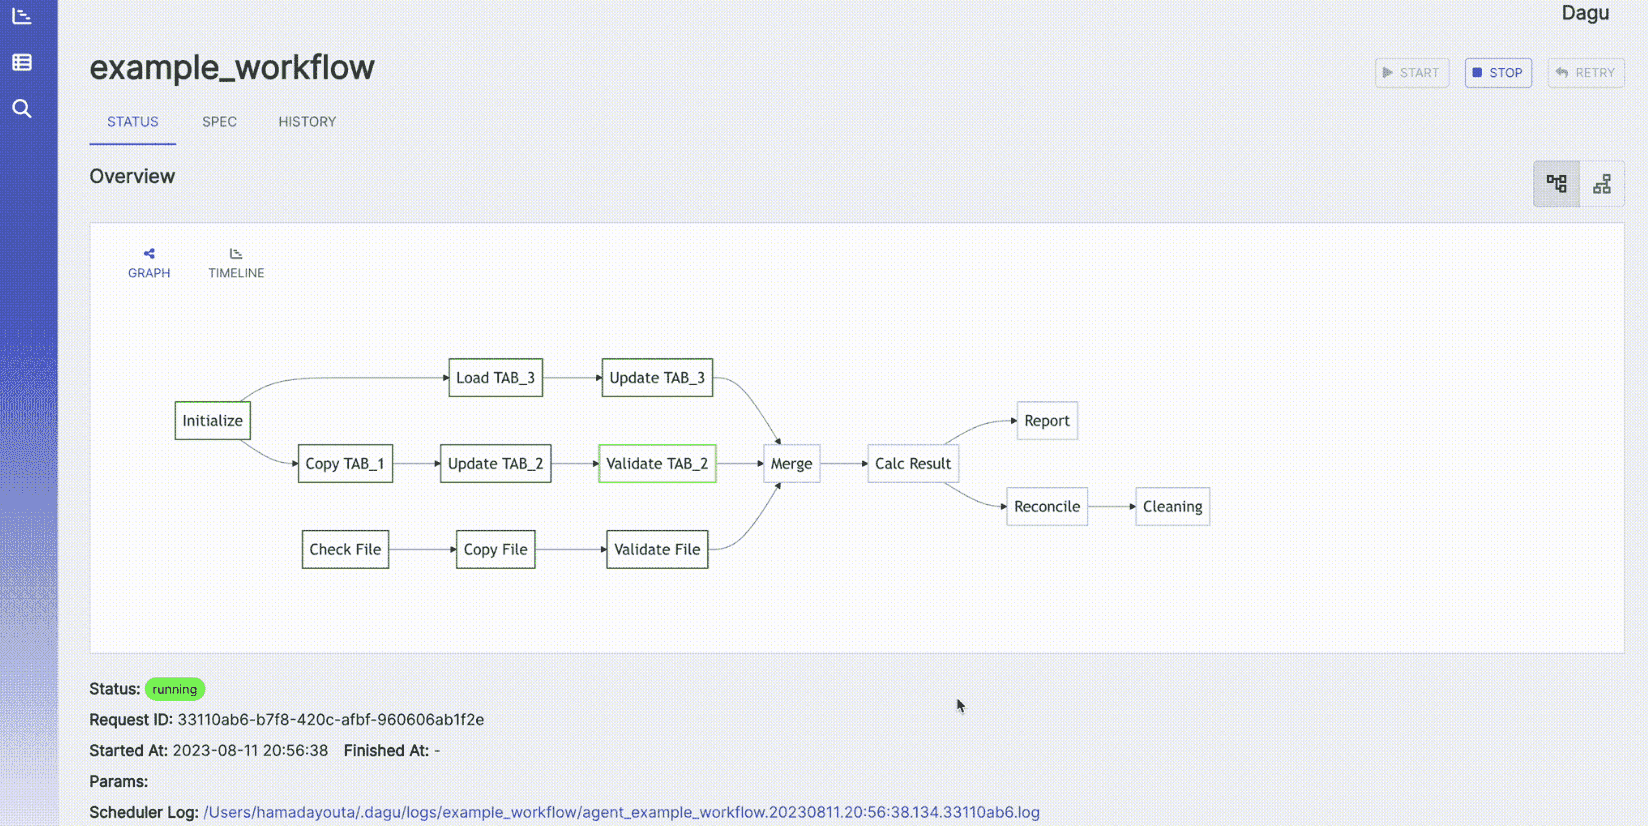 Dagu
example_workflow
START STOP RETRY
STATUS SPEC HISTORY
Overview
GRAPH TIMELINE
Load TAB_3 Update TAB_3
Initialize Report
Copy TAB_1 Update TAB_2 Validate TAB_2 Merge Calc Result
Reconcile Cleaning
Check File Copy File Validate File
Status: running
Request ID: 33110ab6-b7f8-420c-afbf-960606ab1f2e
Started At: 2023-08-11 20:56:38 Finished At: -
Params:
Scheduler Log: /Users/hamadayouta/.dagu/logs/example_workflow/agent_example_workflow.20230811.20:56:38.134.33110ab6.log